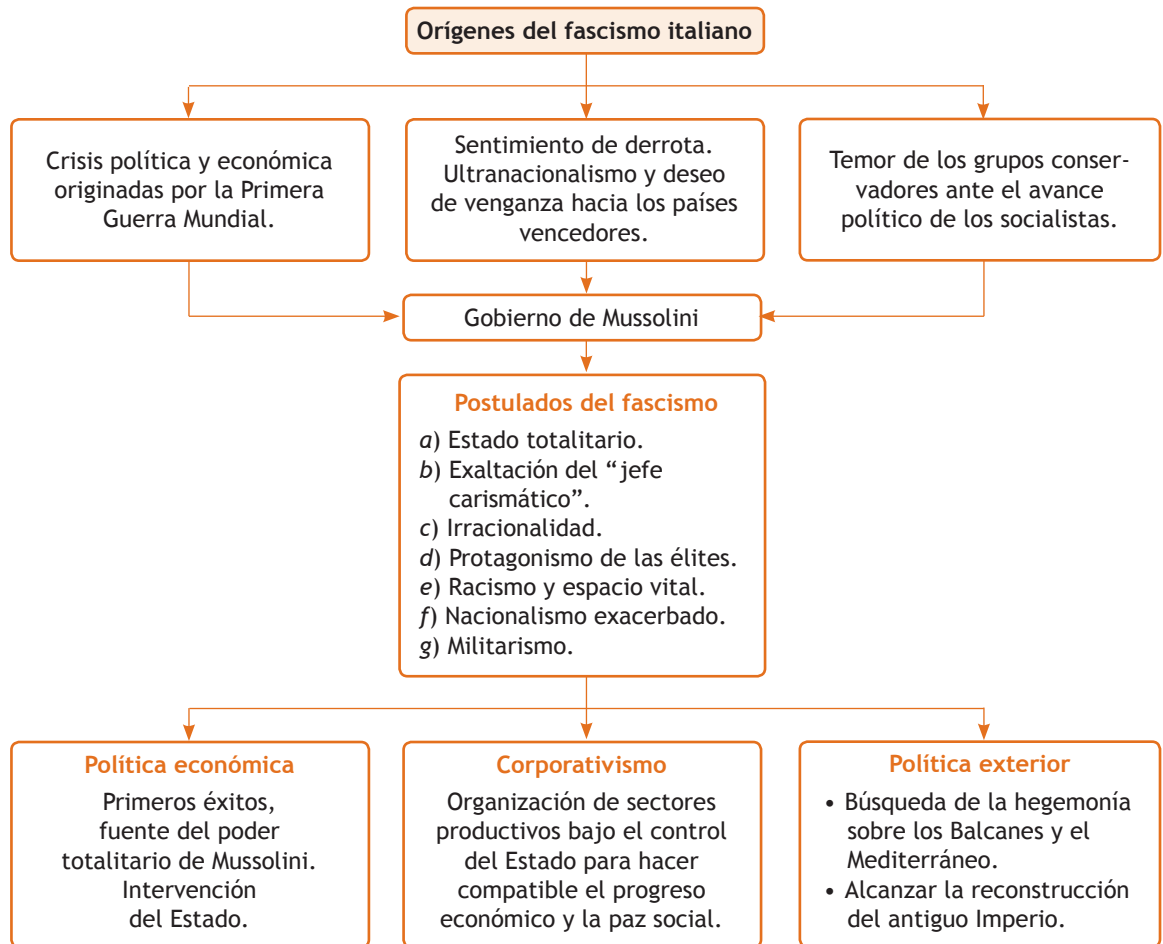 Orígenes del fascismo italiano
Crisis política y económica
originadas por la Primera
Guerra Mundial.
Sentimiento de derrota.
Ultranacionalismo y deseo
de venganza hacia los países
vencedores.
Temor de los grupos conser-
vadores ante el avance
político de los socialistas.
Gobierno de Mussolini
Postulados del fascismo
a) Estado totalitario.
b) Exaltación del “jefe
carismático”.
c) Irracionalidad.
d) Protagonismo de las élites.
e) Racismo y espacio vital.
f) Nacionalismo exacerbado.
g) Militarismo.
Política económica
Primeros éxitos,
fuente del poder
totalitario de Mussolini.
Intervención
del Estado.
Corporativismo
Organización de sectores
productivos bajo el control
del Estado para hacer
compatible el progreso
económico y la paz social.
Política exterior
• Búsqueda de la hegemonía
sobre los Balcanes y el
Mediterráneo.
• Alcanzar la reconstrucción
del antiguo Imperio.